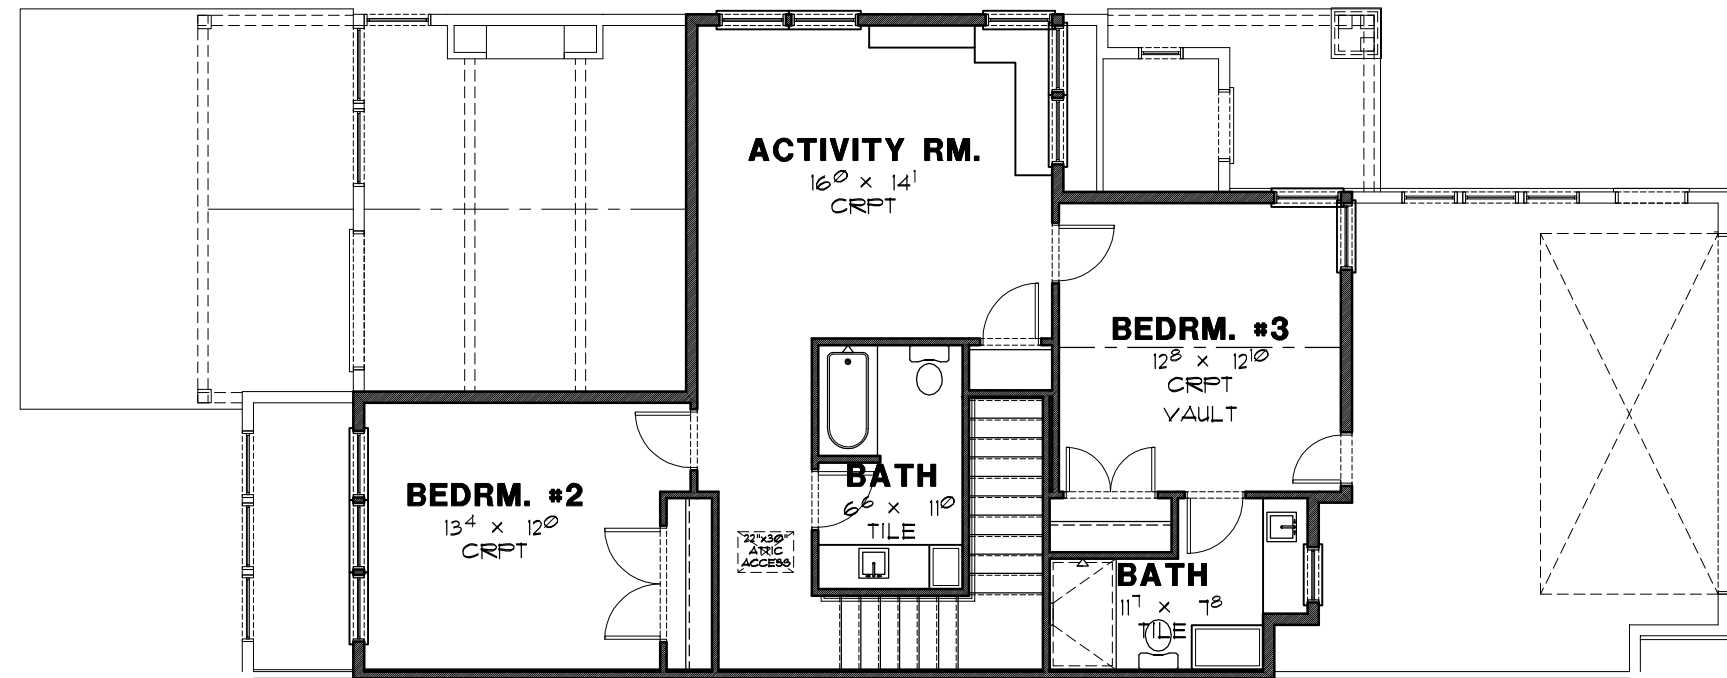 ACTIVITY RM.
16⁰ x 14¹
CRPT
BEDRM. #3
12⁸ x 12¹⁰
CRPT
VAULT
BEDRM. #2
13⁴ x 12⁰
CRPT
BATH
6⁶ x 11⁰
TILE
22"x30"
ATTIC
ACCESS
BATH
11⁷ x 7⁸
TILE